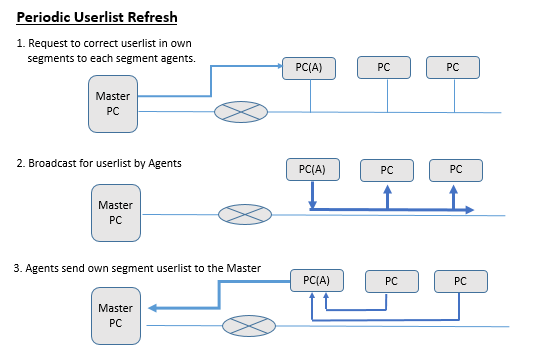 Periodic Userlist Refresh
1. Request to correct userlist in own
segments to each segment agents.
PC(A)
PC
PC
Master
PC
2. Broadcast for userlist by Agents
PC(A)
PC
PC
Master
PC
3. Agents send own segment userlist to the Master
PC(A)
PC
PC
Master
PC